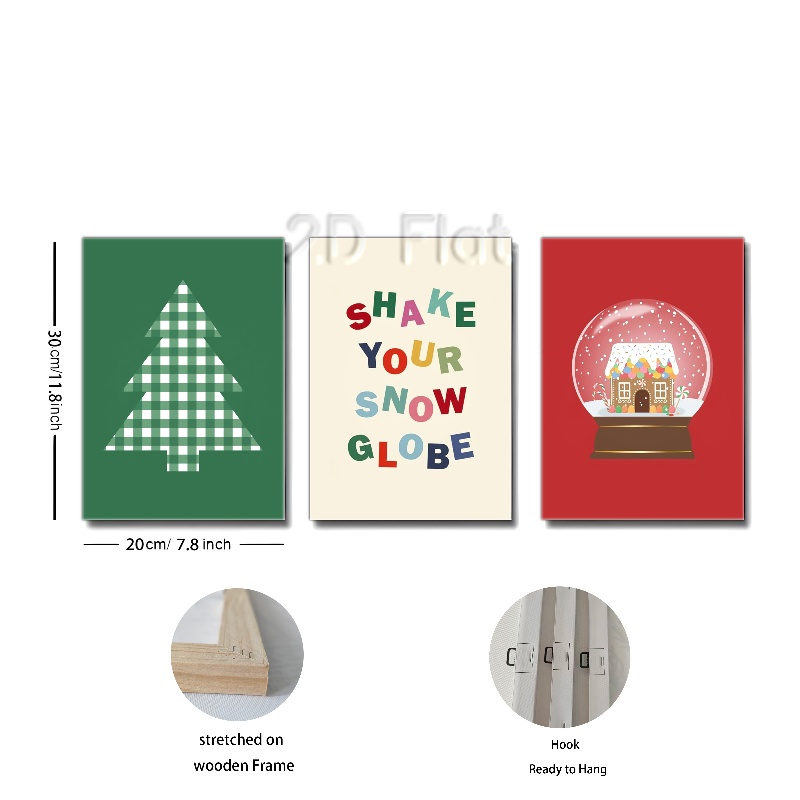 2D Flat
SHAKE
YOUR
SNOW
GLOBE
30cm/11.8inch
20cm/ 7.8 inch
stretched on
wooden Frame
Hook
Ready to Hang